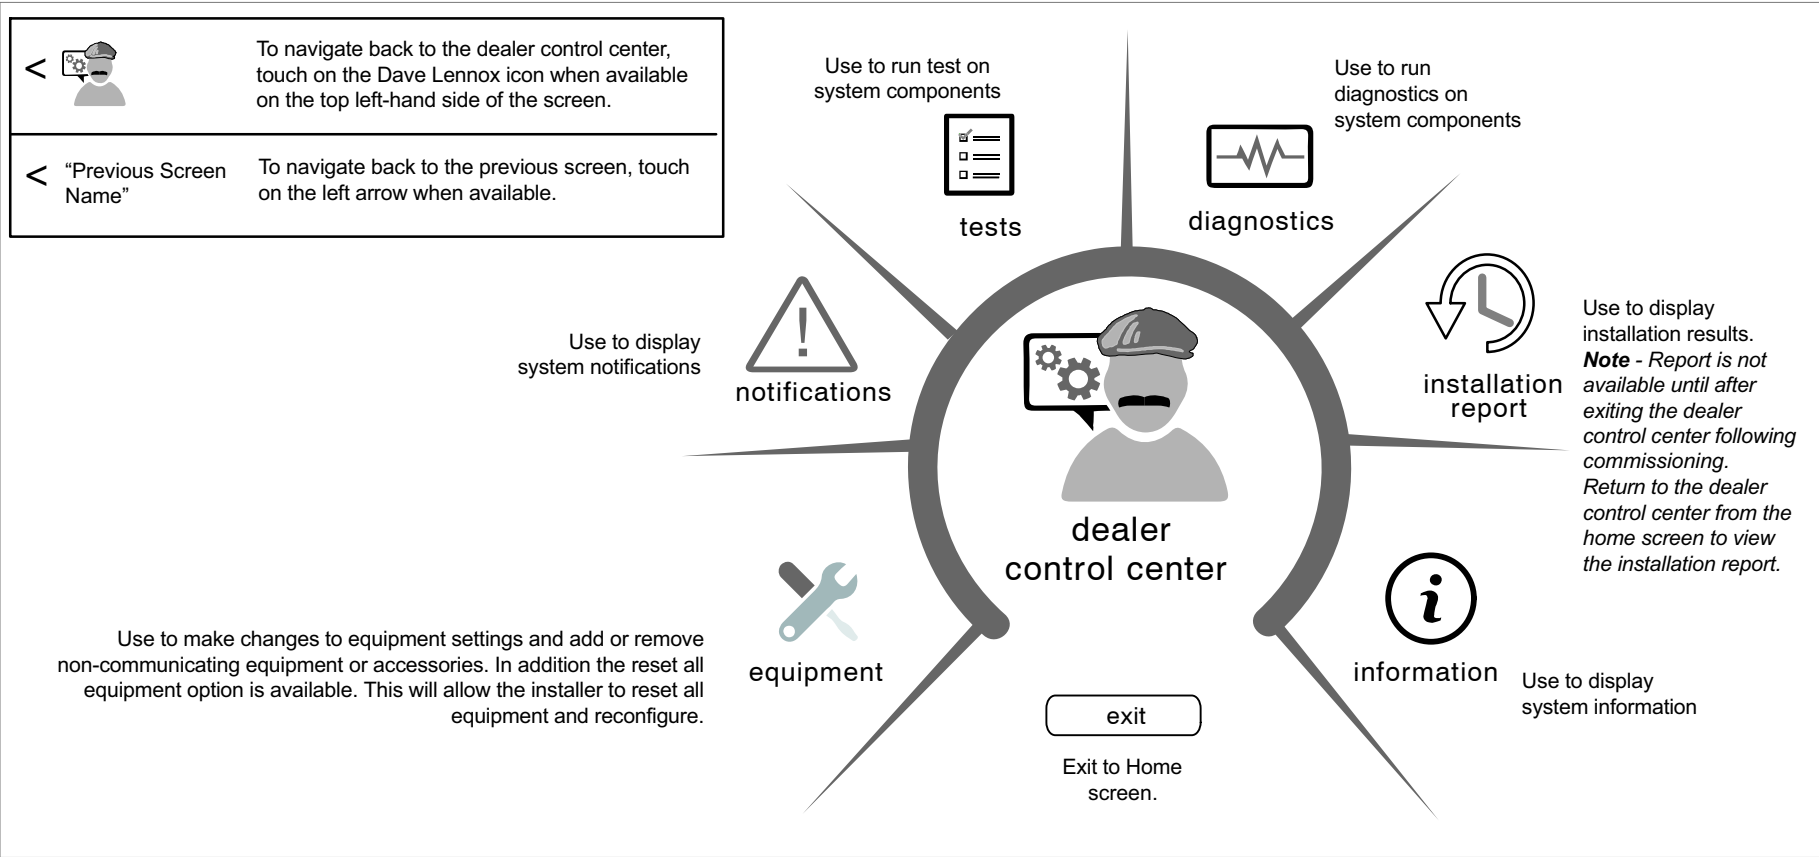 <
To navigate back to the dealer control center,
touch on the Dave Lennox icon when available
on the top left-hand side of the screen.
< “Previous Screen
Name”
To navigate back to the previous screen, touch
on the left arrow when available.
Use to run test on
system components
tests
Use to run
diagnostics on
system components
diagnostics
Use to display
system notifications
!
notifications
installation
report
Use to display
installation results.
Note - Report is not
available until after
exiting the dealer
control center following
commissioning.
Return to the dealer
control center from the
home screen to view
the installation report.
dealer
control center
Use to make changes to equipment settings and add or remove
non-communicating equipment or accessories. In addition the reset all
equipment option is available. This will allow the installer to reset all
equipment and reconfigure.
equipment
i
information
Use to display
system information
exit
Exit to Home
screen.